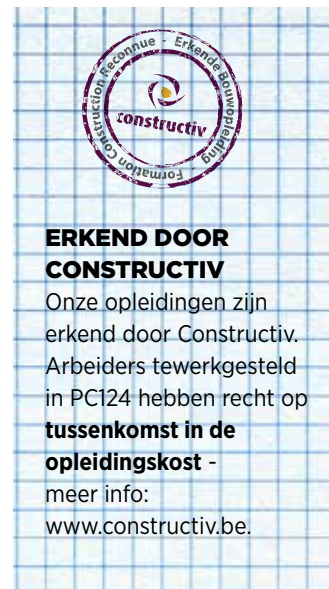 Formation Construction Reconnue - Erkende Bouwopleiding
constructiv
ERKEND DOOR
CONSTRUCTIV
Onze opleidingen zijn
erkend door Constructiv.
Arbeiders tewerkgesteld
in PC124 hebben recht op
tussenkomst in de
opleidingskost -
meer info:
www.constructiv.be.